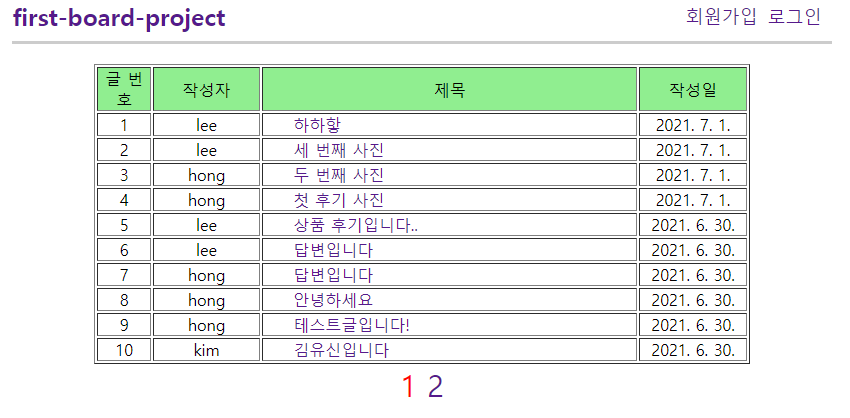 first-board-project 회원가입 로그인
글 번 작성자 제목 작성일
호
1 lee 하하핳 2021. 7. 1.
2 lee 세 번째 사진 2021. 7. 1.
3 hong 두 번째 사진 2021. 7. 1.
4 hong 첫 후기 사진 2021. 7. 1.
5 lee 상품 후기입니다.. 2021. 6. 30.
6 lee 답변입니다 2021. 6. 30.
7 hong 답변입니다 2021. 6. 30.
8 hong 안녕하세요 2021. 6. 30.
9 hong 테스트글입니다! 2021. 6. 30.
10 kim 김유신입니다 2021. 6. 30.
1 2